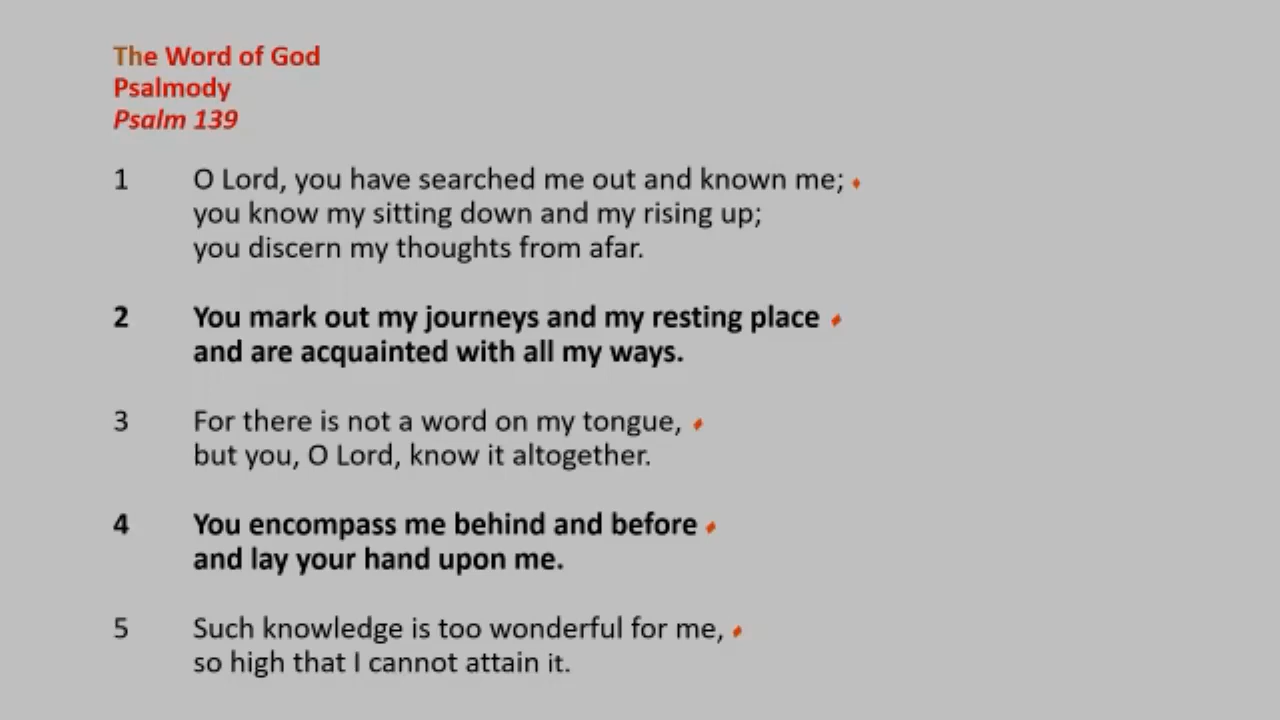 The Word of God
Psalmody
Psalm 139
1 O Lord, you have searched me out and known me; ♦
you know my sitting down and my rising up;
you discern my thoughts from afar.
2 You mark out my journeys and my resting place ♦
and are acquainted with all my ways.
3 For there is not a word on my tongue, ♦
but you, O Lord, know it altogether.
4 You encompass me behind and before ♦
and lay your hand upon me.
5 Such knowledge is too wonderful for me, ♦
so high that I cannot attain it.